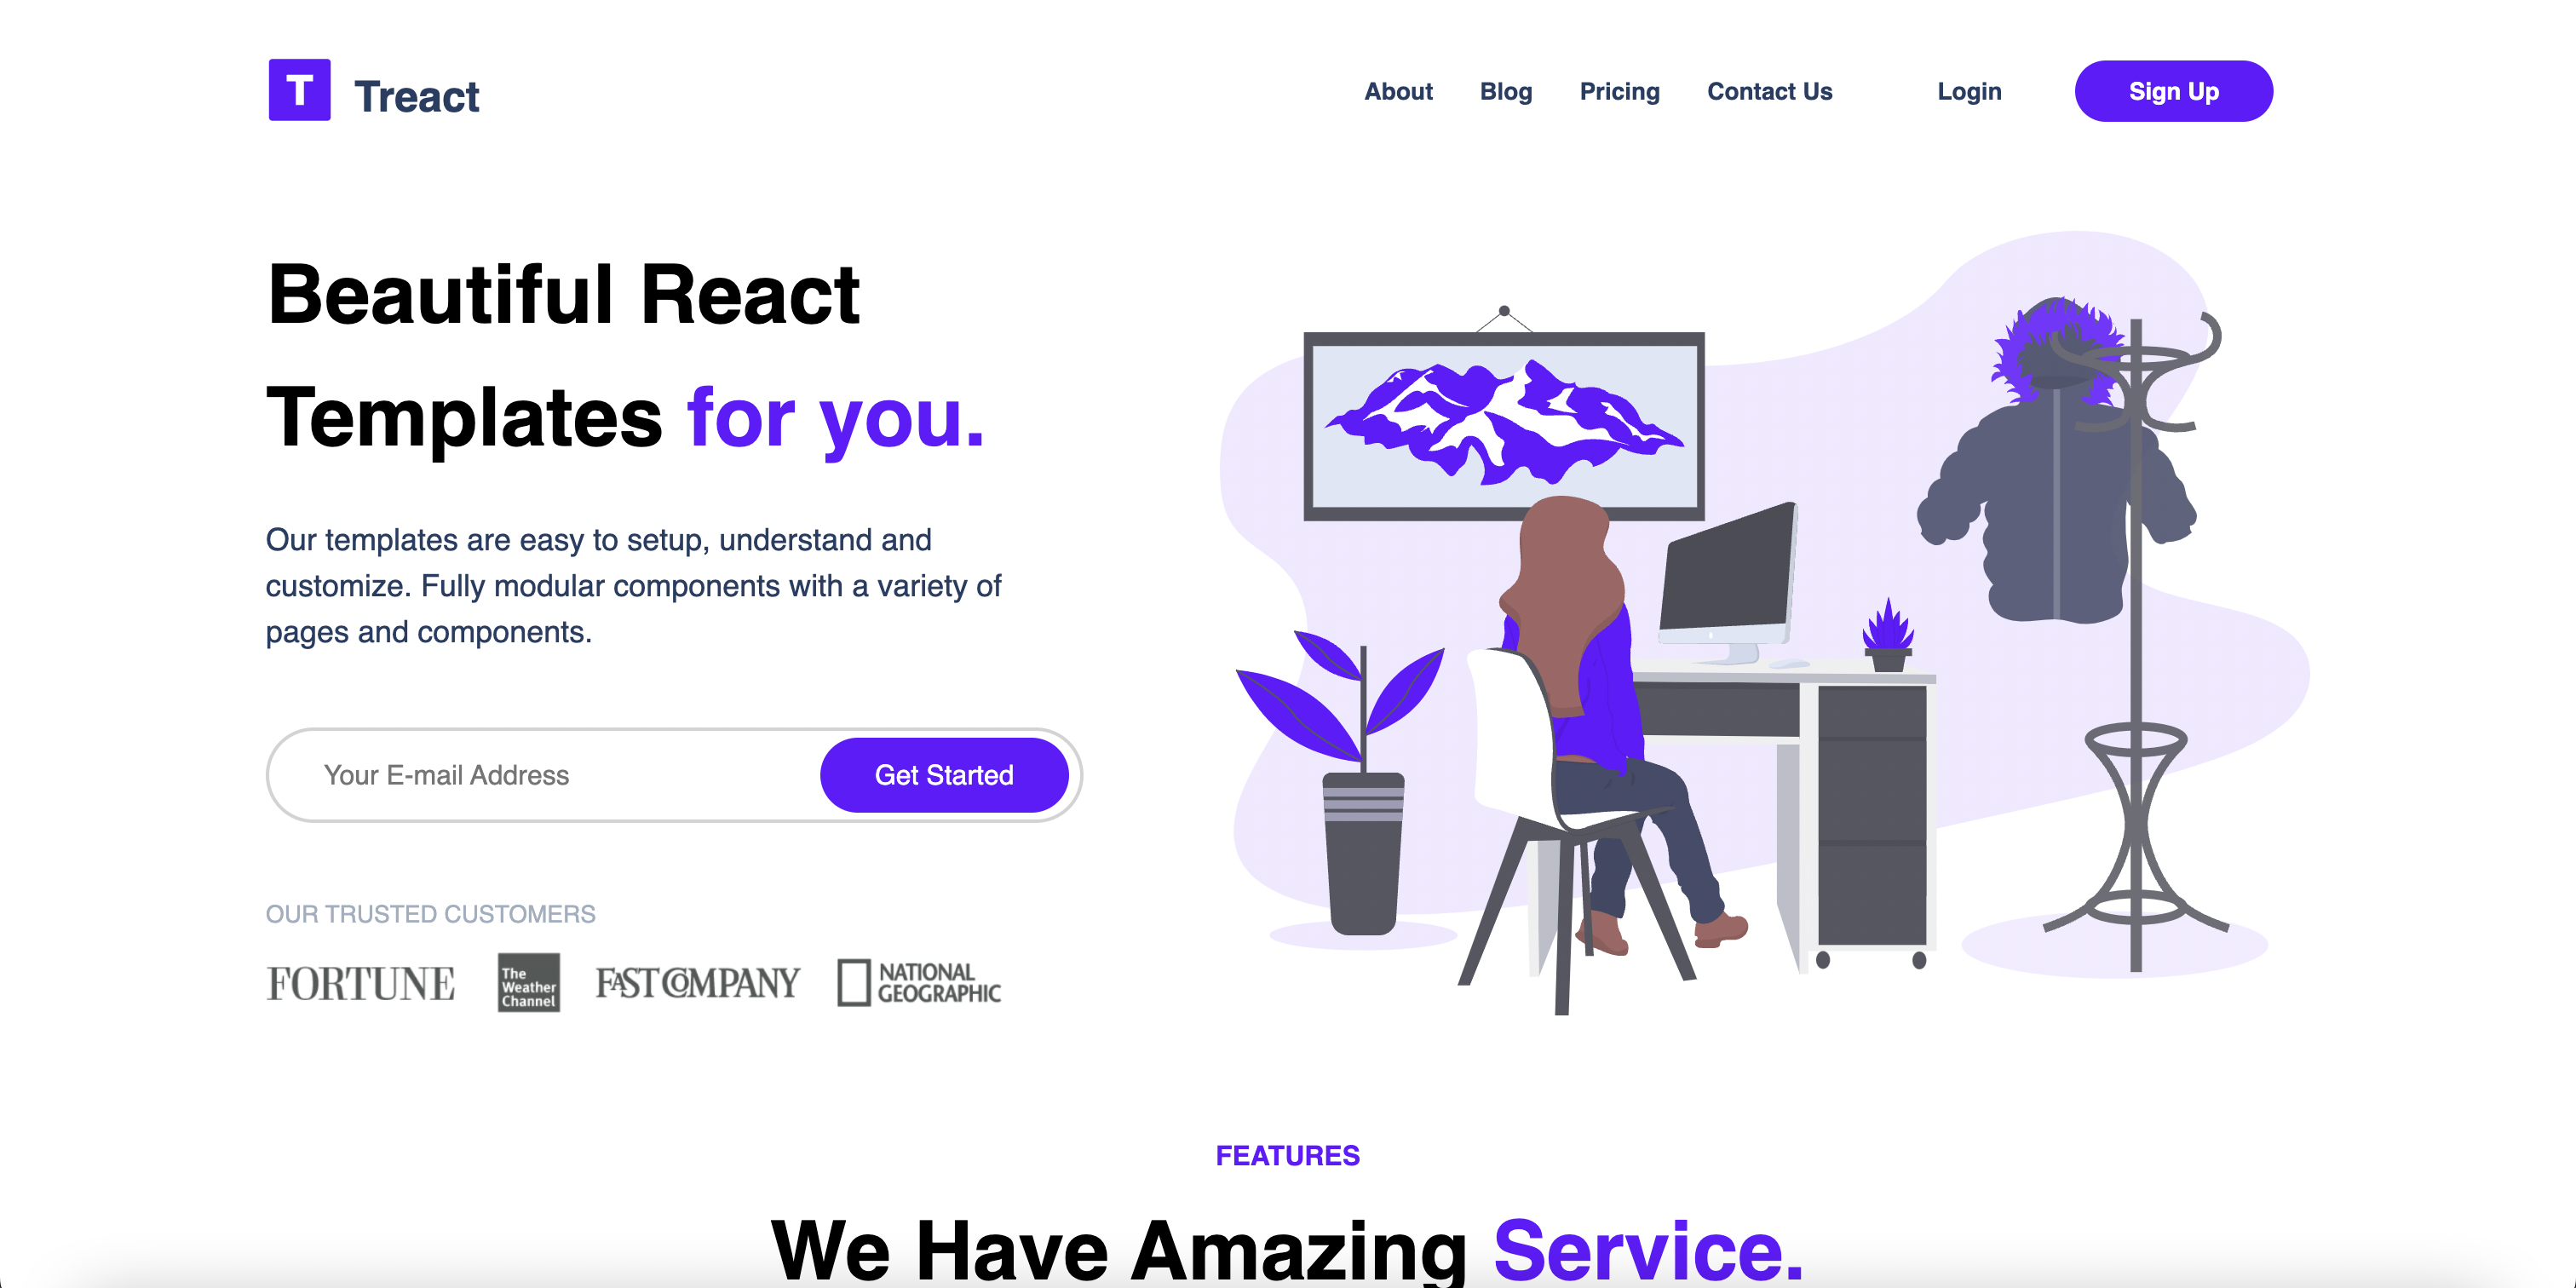 T
Treact
About Blog Pricing Contact Us Login Sign Up
Beautiful React
Templates for you.
Our templates are easy to setup, understand and
customize. Fully modular components with a variety of
pages and components.
Your E-mail Address Get Started
OUR TRUSTED CUSTOMERS
FORTUNE
The
Weather
Channel
FAST COMPANY
NATIONAL
GEOGRAPHIC
FEATURES
We Have Amazing Service.